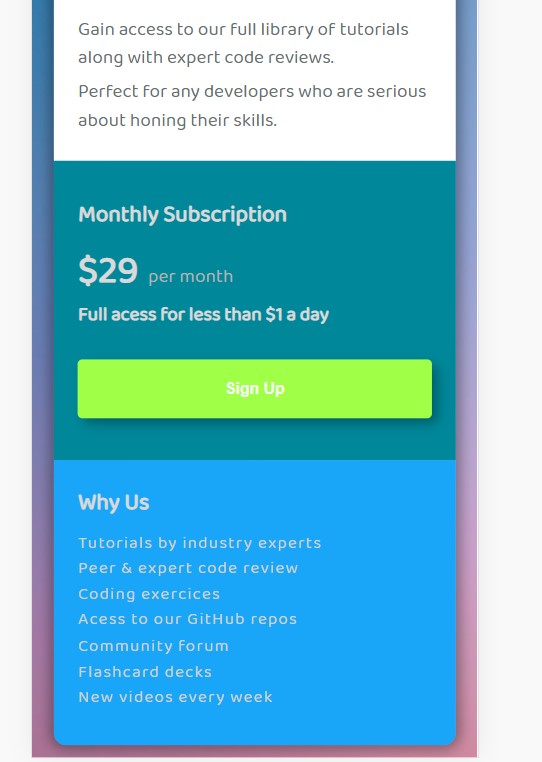 Gain access to our full library of tutorials
along with expert code reviews.
Perfect for any developers who are serious
about honing their skills.
Monthly Subscription
$29 per month
Full acess for less than $1 a day
Sign Up
Why Us
Tutorials by industry experts
Peer & expert code review
Coding exercices
Acess to our GitHub repos
Community forum
Flashcard decks
New videos every week